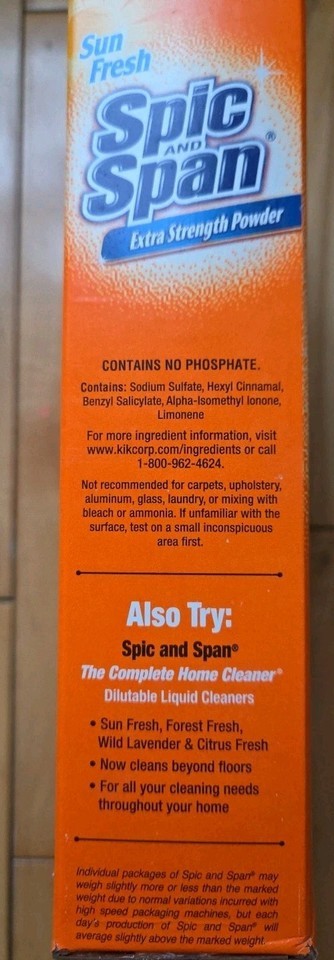 Sun
Fresh
Spic
AND
Span®
Extra Strength Powder
CONTAINS NO PHOSPHATE.
Contains: Sodium Sulfate, Hexyl Cinnamal,
Benzyl Salicylate, Alpha-Isomethyl Ionone,
Limonene
For more ingredient information, visit
www.kikcorp.com/ingredients or call
1-800-962-4624.
Not recommended for carpets, upholstery,
aluminum, glass, laundry, or mixing with
bleach or ammonia. If unfamiliar with the
surface, test on a small inconspicuous
area first.
Also Try:
Spic and Span®
The Complete Home Cleaner®
Dilutable Liquid Cleaners
• Sun Fresh, Forest Fresh,
Wild Lavender & Citrus Fresh
• Now cleans beyond floors
• For all your cleaning needs
throughout your home
Individual packages of Spic and Span® may
weigh slightly more or less than the marked
weight due to normal variations incurred with
high speed packaging machines, but each
day's production of Spic and Span® will
average slightly above the marked weight.